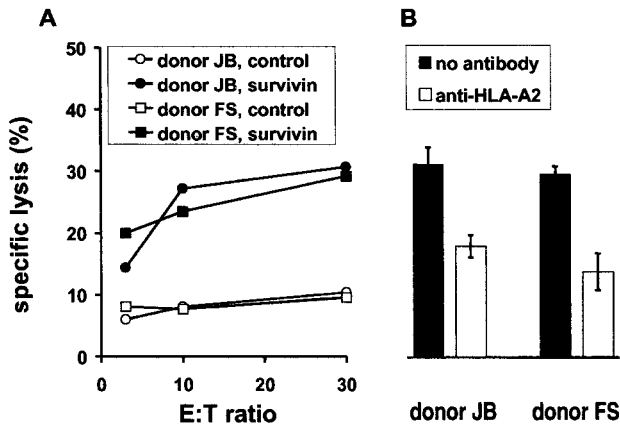 A
B
50
40
30
20
10
0
0
10
20
30
specific lysis (%)
E:T ratio
donor JB, control
donor JB, survivin
donor FS, control
donor FS, survivin
no antibody
anti-HLA-A2
donor JB
donor FS